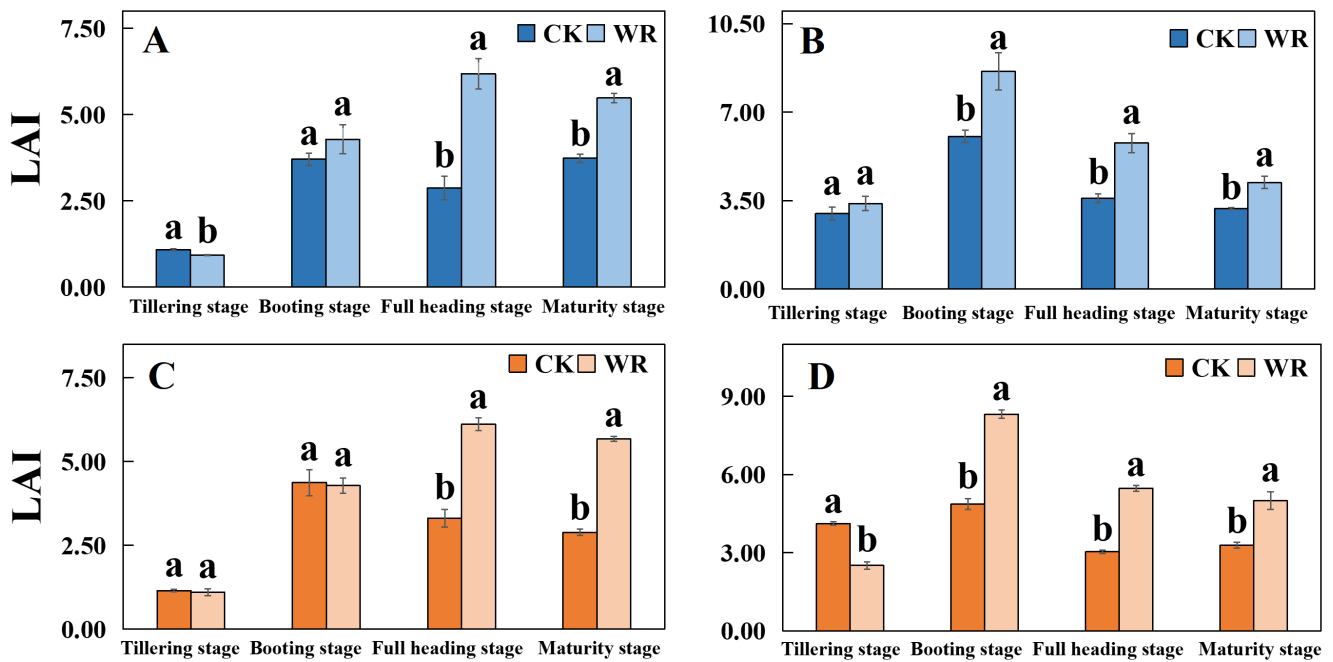 A
CK WR
LAI
7.50
5.00
2.50
0.00
a b
a a
b a
b a
Tillering stage Booting stage Full heading stage Maturity stage
B
CK WR
10.50
7.00
3.50
0.00
a a
b a
b a
b a
Tillering stage Booting stage Full heading stage Maturity stage
C
CK WR
LAI
7.50
5.00
2.50
0.00
a a
a a
b a
b a
Tillering stage Booting stage Full heading stage Maturity stage
D
CK WR
9.00
6.00
3.00
0.00
a b
b a
b a
b a
Tillering stage Booting stage Full heading stage Maturity stage